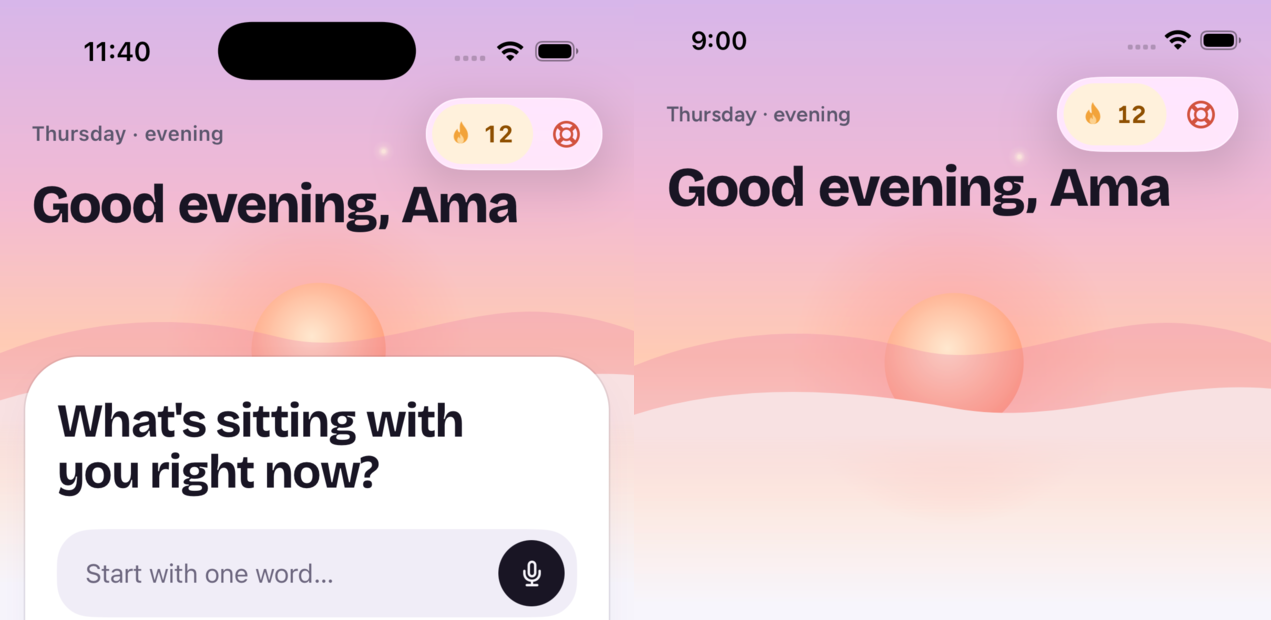 11:40
Thursday · evening
12
Good evening, Ama
What's sitting with
you right now?
Start with one word...
9:00
Thursday · evening
12
Good evening, Ama